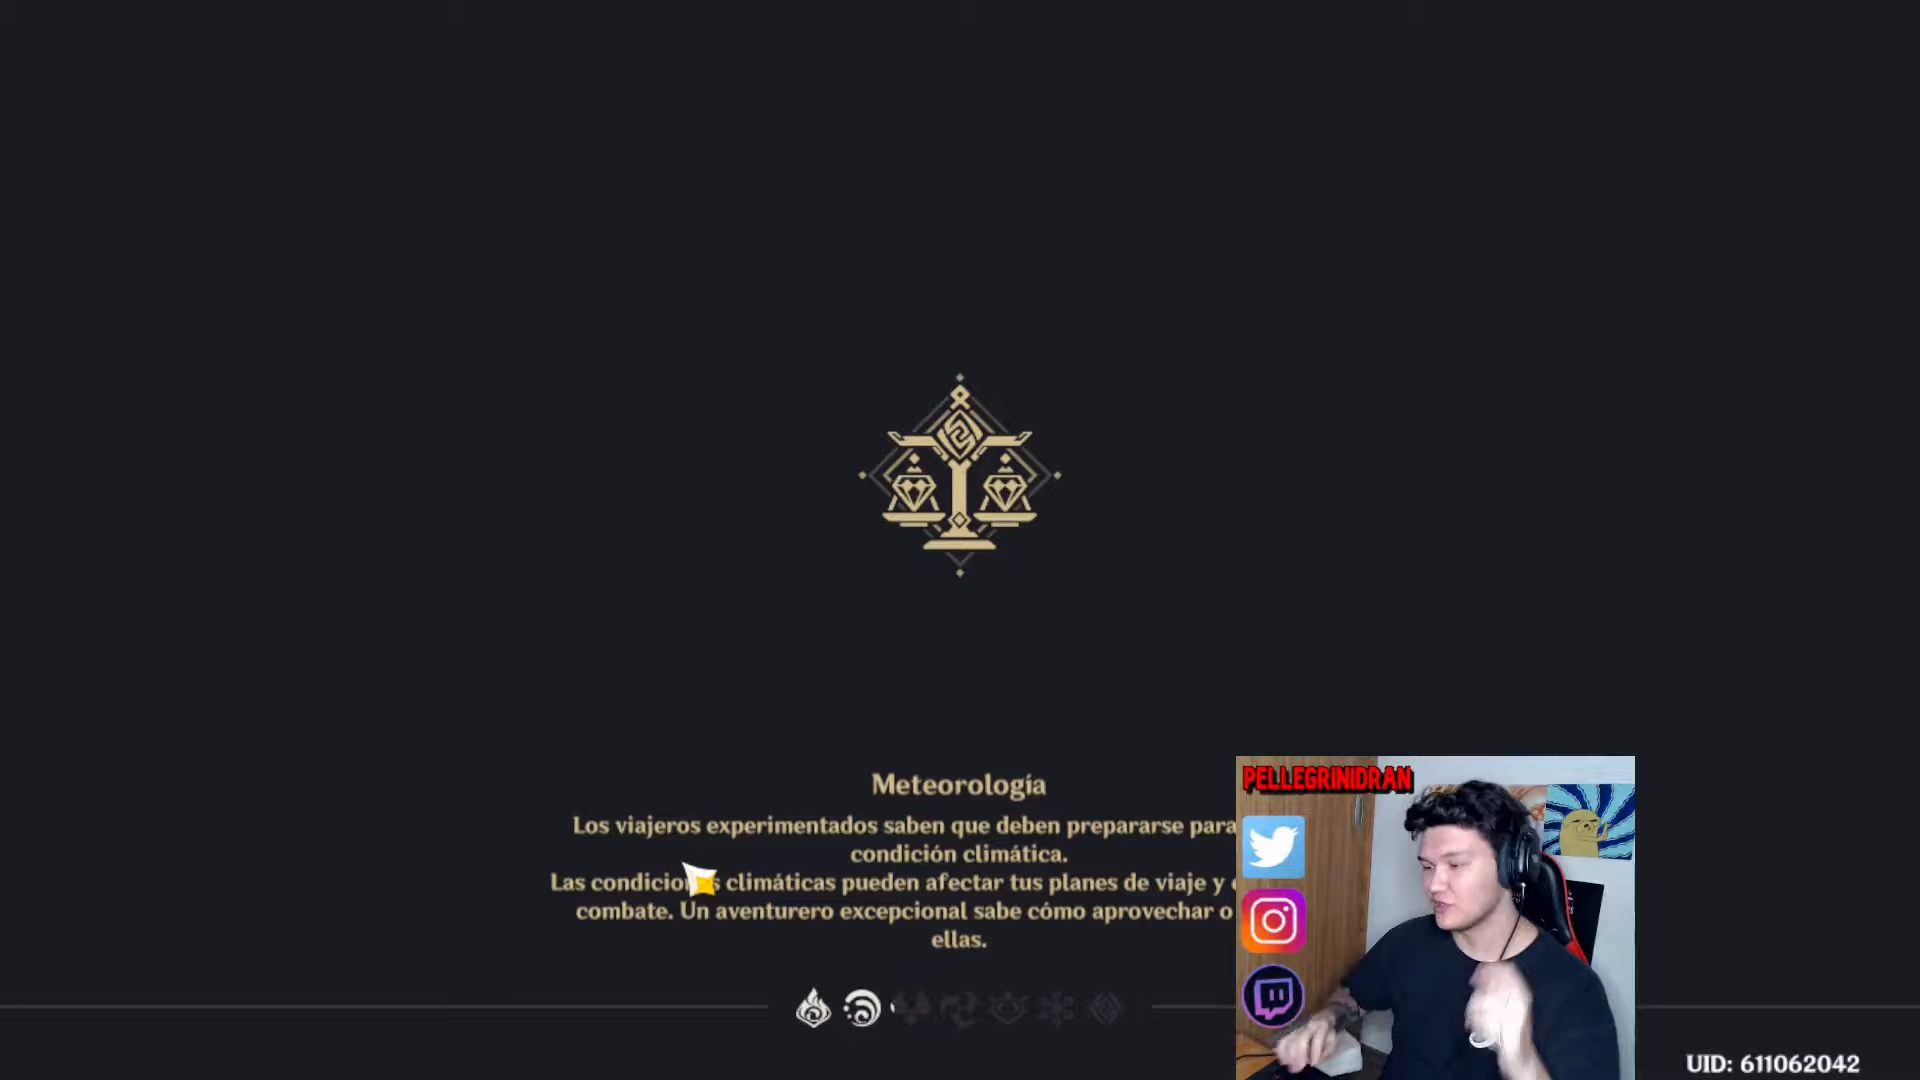 Meteorología
Los viajeros experimentados saben que deben prepararse para
condición climática.
Las condicion s climáticas pueden afectar tus planes de viaje y
combate. Un aventurero excepcional sabe cómo aprovechar o
ellas.
PELLEGRINIDRAN
UID: 611062042